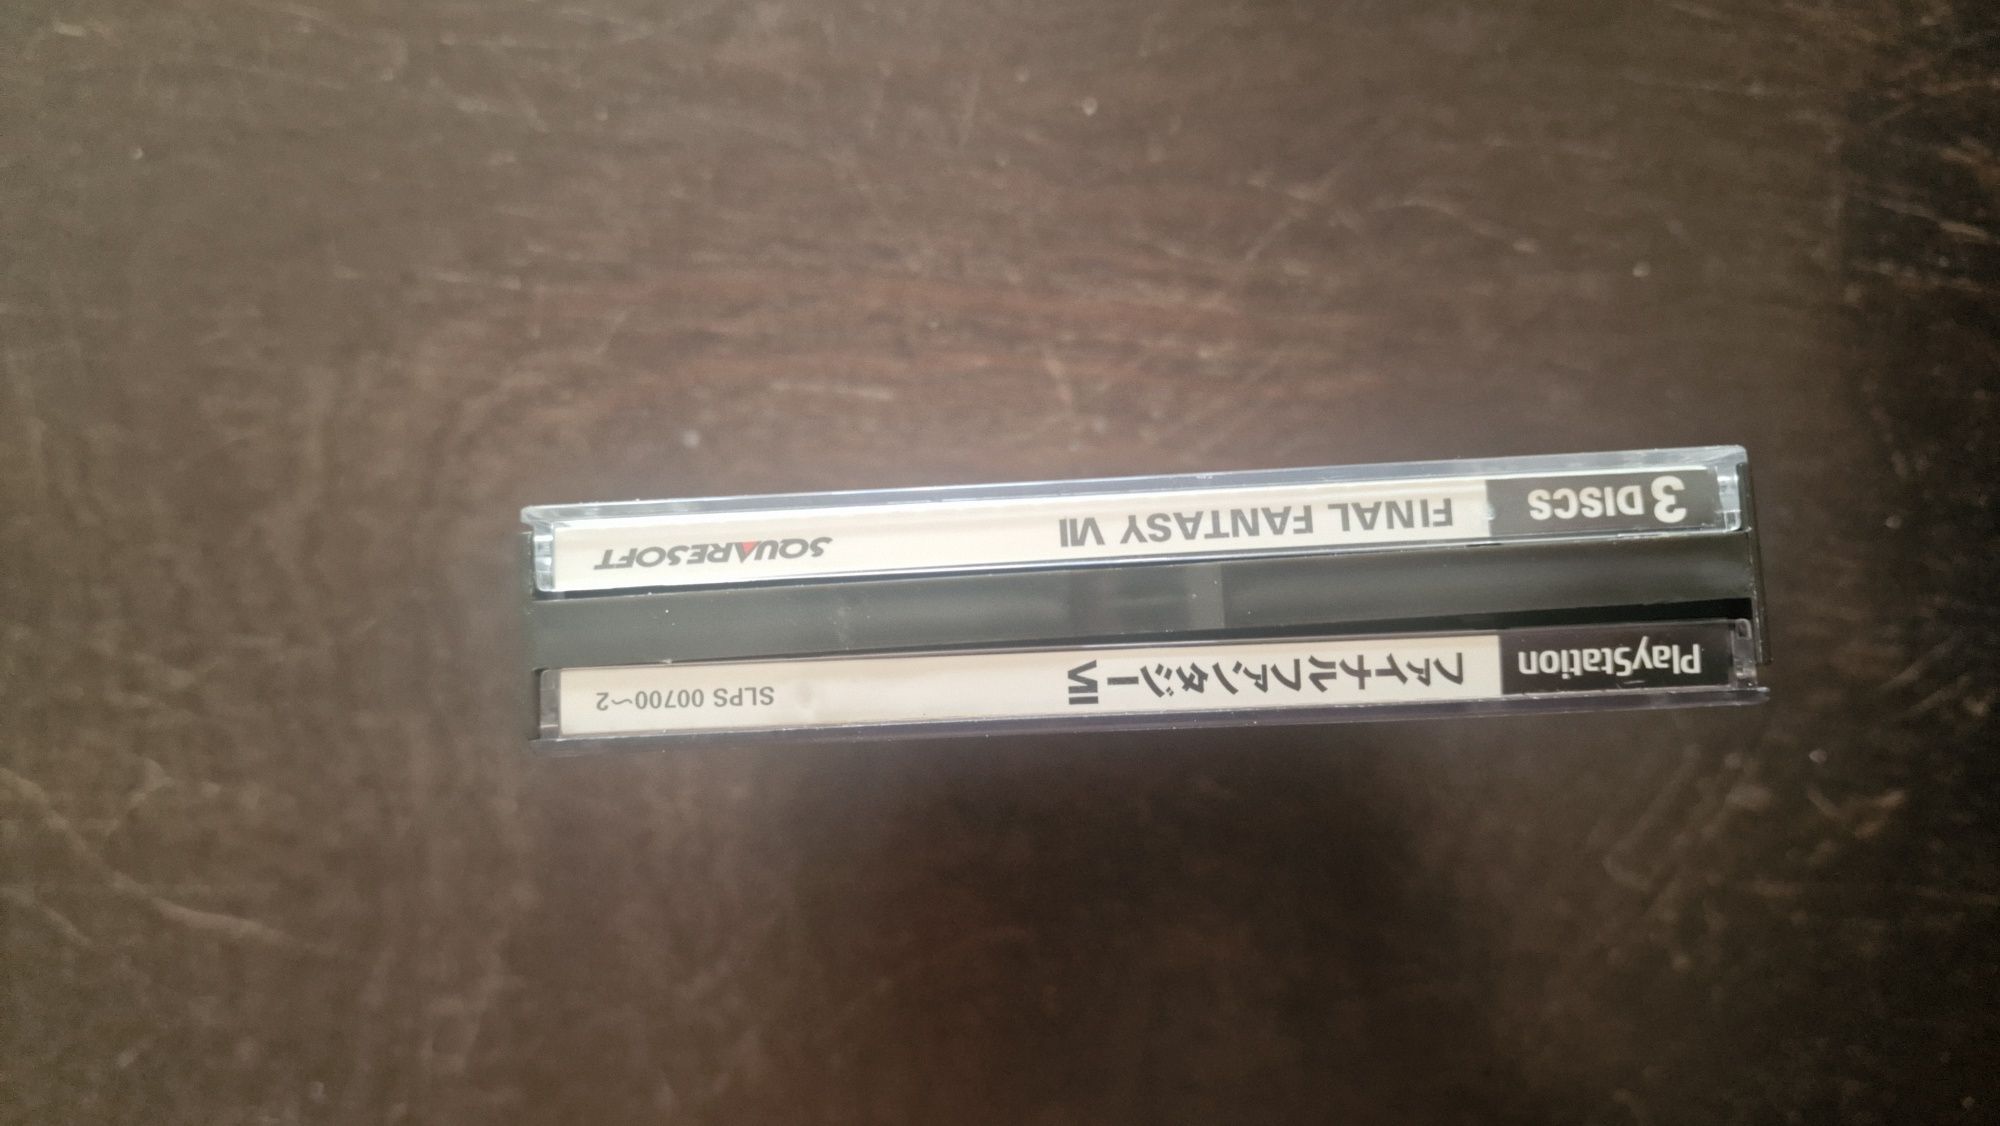 PlayStation ファイナルファンタジーVII SLPS 00700〜2
3 DISCS FINAL FANTASY VII SQUARESOFT